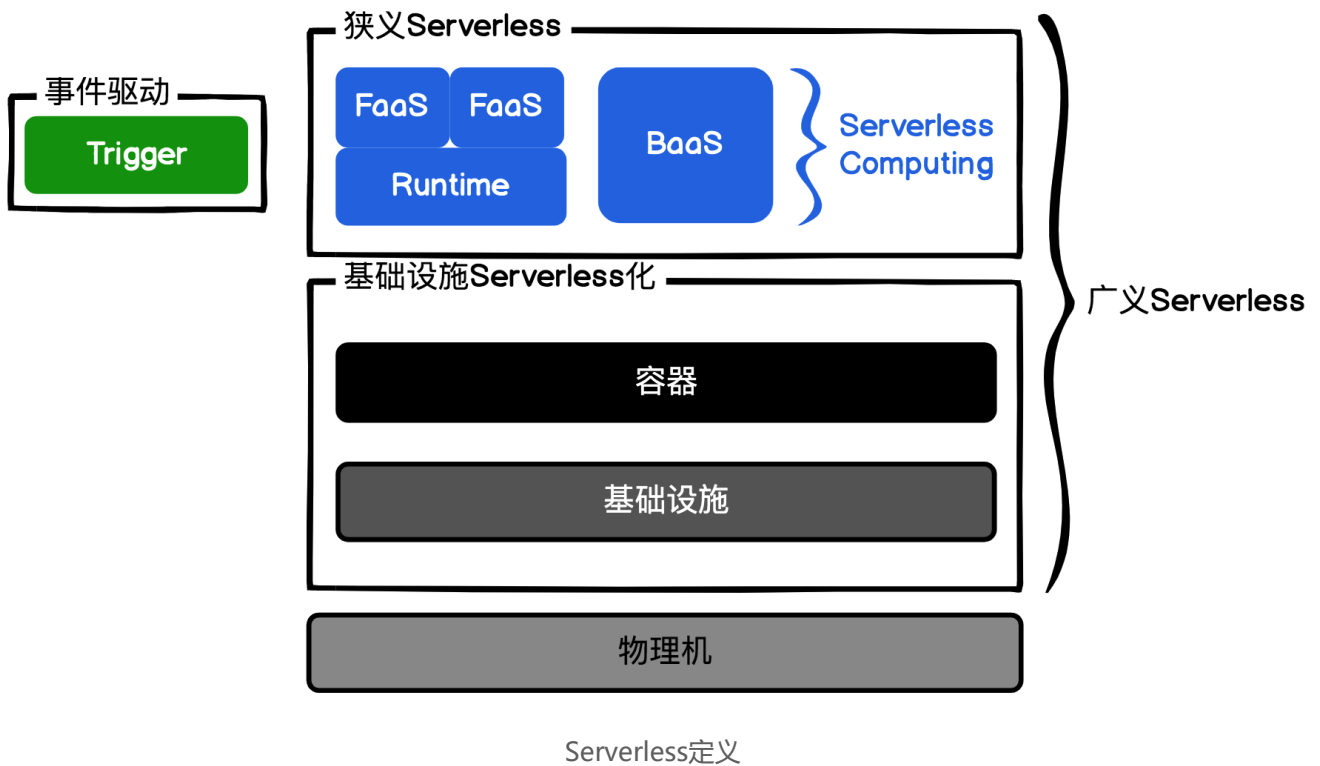 狭义Serverless
事件驱动
Trigger
FaaS
FaaS
Runtime
BaaS
Serverless
Computing
基础设施Serverless化
容器
基础设施
广义Serverless
物理机
Serverless定义